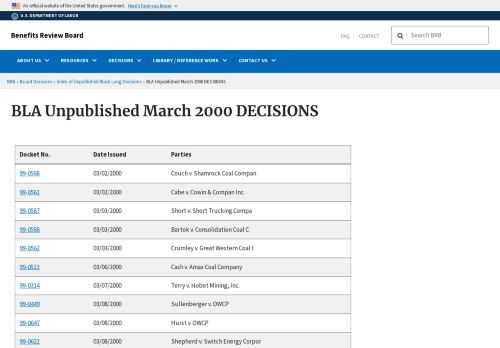 An official website of the United States government. Here's how you know
U.S. DEPARTMENT OF LABOR
Benefits Review Board
FAQ CONTACT
Search BRB
ABOUT US RESOURCES DECISIONS LIBRARY / REFERENCE WORK CONTACT US
BRB › Board Decisions › Index of Unpublished Black Lung Decisions › BLA Unpublished March 2000 DECISIONS
BLA Unpublished March 2000 DECISIONS
Docket No. Date Issued Parties
99-0568 03/02/2000 Couch v. Shamrock Coal Compan
99-0561 03/02/2000 Cabe v. Cowin & Compan Inc.
99-0587 03/03/2000 Short v. Short Trucking Compa
99-0588 03/03/2000 Bartok v. Consolidation Coal C
99-0562 03/03/2000 Crumley v. Great Western Coal I
99-0523 03/06/2000 Cash v. Amax Coal Company
99-0314 03/07/2000 Terry v. Hobet Mining, Inc.
99-0449 03/08/2000 Sullenberger v. OWCP
99-0647 03/08/2000 Hurst v. OWCP
99-0622 03/08/2000 Shepherd v. Switch Energy Corpor